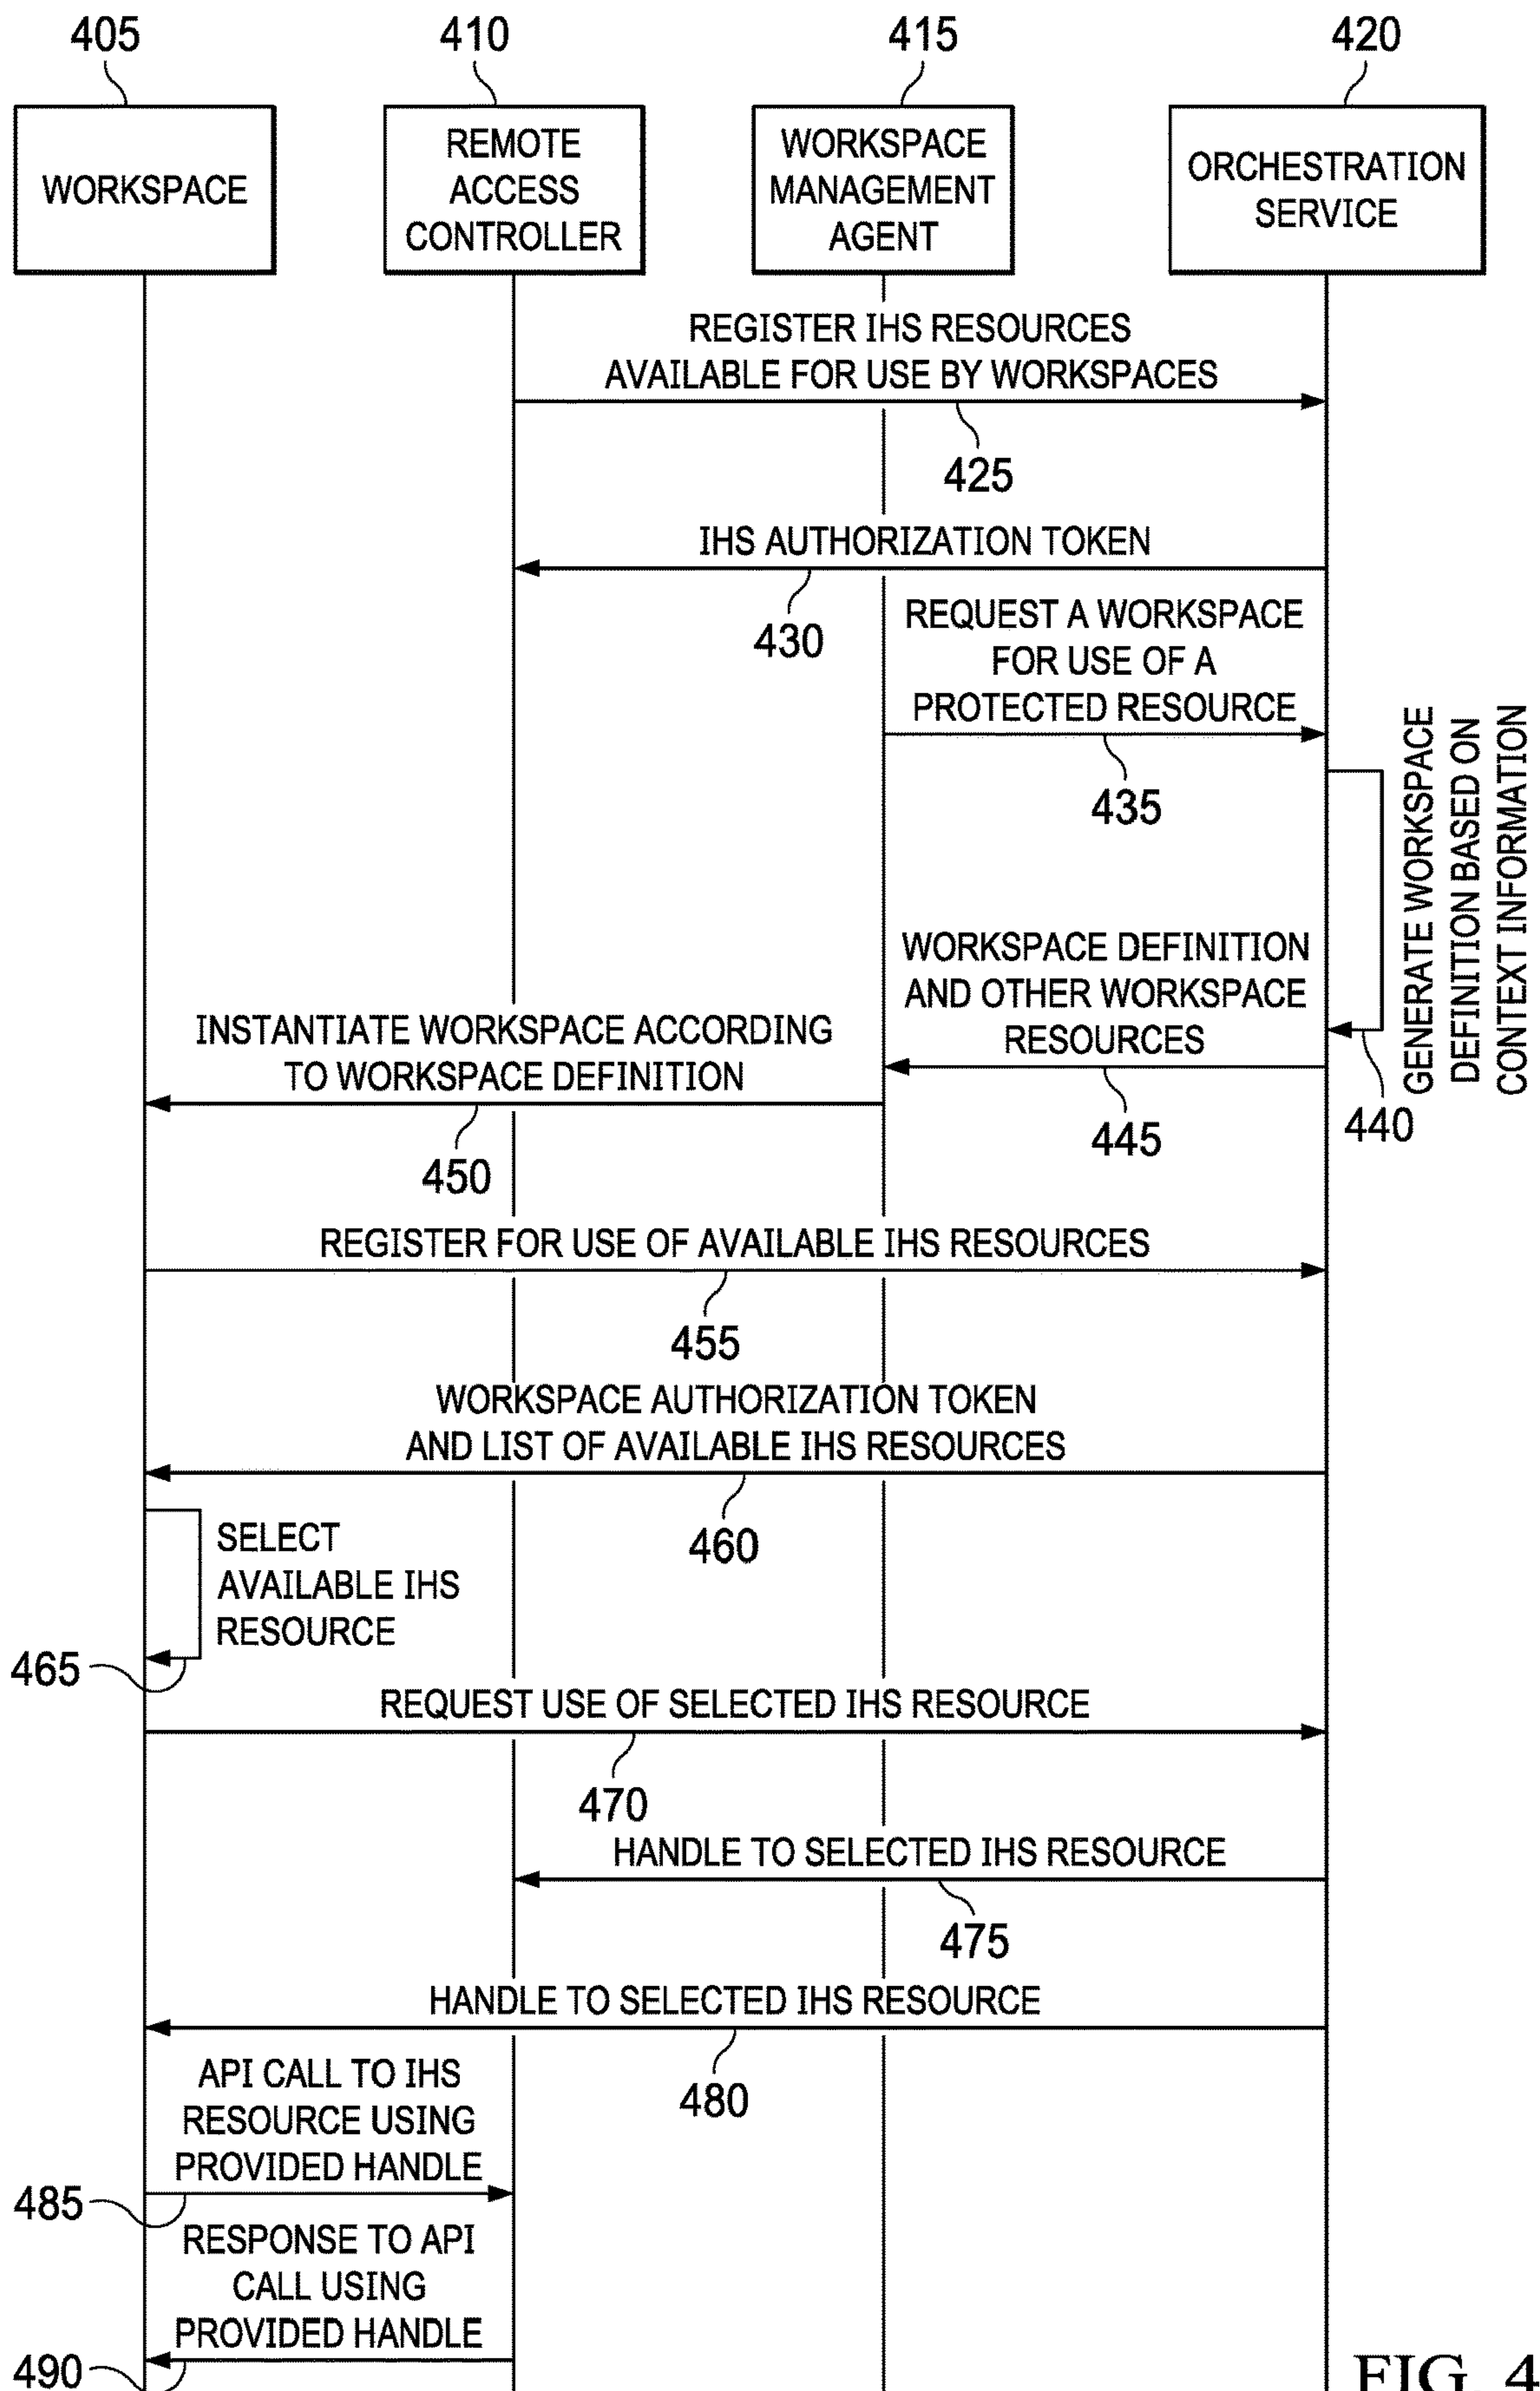 405
410
415
420
WORKSPACE
REMOTE
ACCESS
CONTROLLER
WORKSPACE
MANAGEMENT
AGENT
ORCHESTRATION
SERVICE
REGISTER IHS RESOURCES
AVAILABLE FOR USE BY WORKSPACES
425
IHS AUTHORIZATION TOKEN
430
REQUEST A WORKSPACE
FOR USE OF A
PROTECTED RESOURCE
435
GENERATE WORKSPACE
DEFINITION BASED ON
CONTEXT INFORMATION
440
WORKSPACE DEFINITION
AND OTHER WORKSPACE
RESOURCES
445
INSTANTIATE WORKSPACE ACCORDING
TO WORKSPACE DEFINITION
450
REGISTER FOR USE OF AVAILABLE IHS RESOURCES
455
WORKSPACE AUTHORIZATION TOKEN
AND LIST OF AVAILABLE IHS RESOURCES
460
SELECT
AVAILABLE IHS
RESOURCE
465
REQUEST USE OF SELECTED IHS RESOURCE
470
HANDLE TO SELECTED IHS RESOURCE
475
HANDLE TO SELECTED IHS RESOURCE
480
API CALL TO IHS
RESOURCE USING
PROVIDED HANDLE
485
RESPONSE TO API
CALL USING
PROVIDED HANDLE
490
FIG. 4